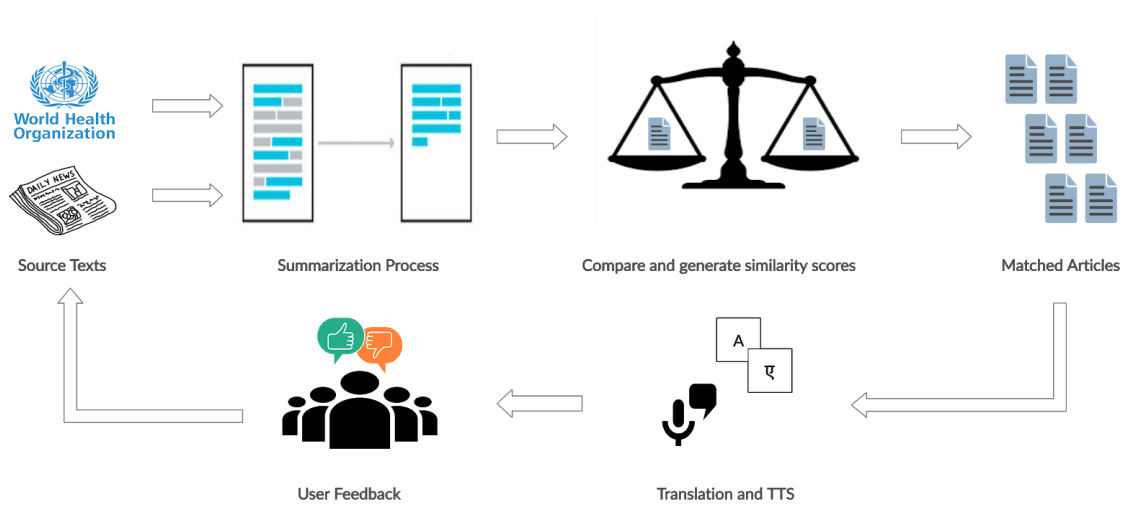 World Health
Organization
DAILY NEWS
Source Texts
Summarization Process
Compare and generate similarity scores
Matched Articles
A
ए
User Feedback
Translation and TTS